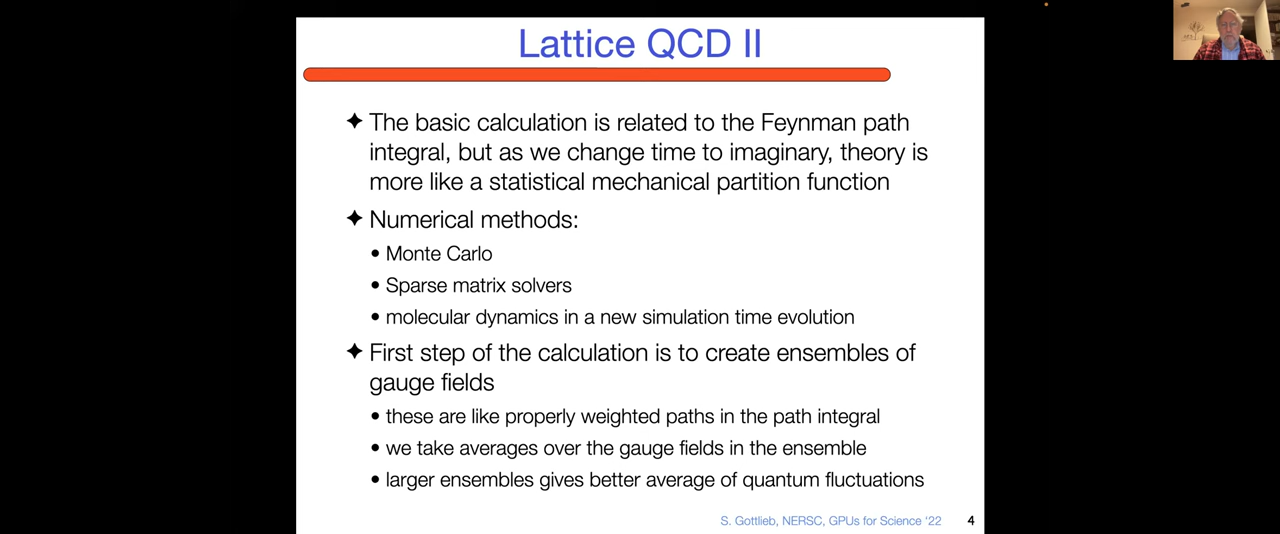 Lattice QCD II
✦ The basic calculation is related to the Feynman path
integral, but as we change time to imaginary, theory is
more like a statistical mechanical partition function
✦ Numerical methods:
• Monte Carlo
• Sparse matrix solvers
• molecular dynamics in a new simulation time evolution
✦ First step of the calculation is to create ensembles of
gauge fields
• these are like properly weighted paths in the path integral
• we take averages over the gauge fields in the ensemble
• larger ensembles gives better average of quantum fluctuations
S. Gottlieb, NERSC, GPUs for Science ‘22 4